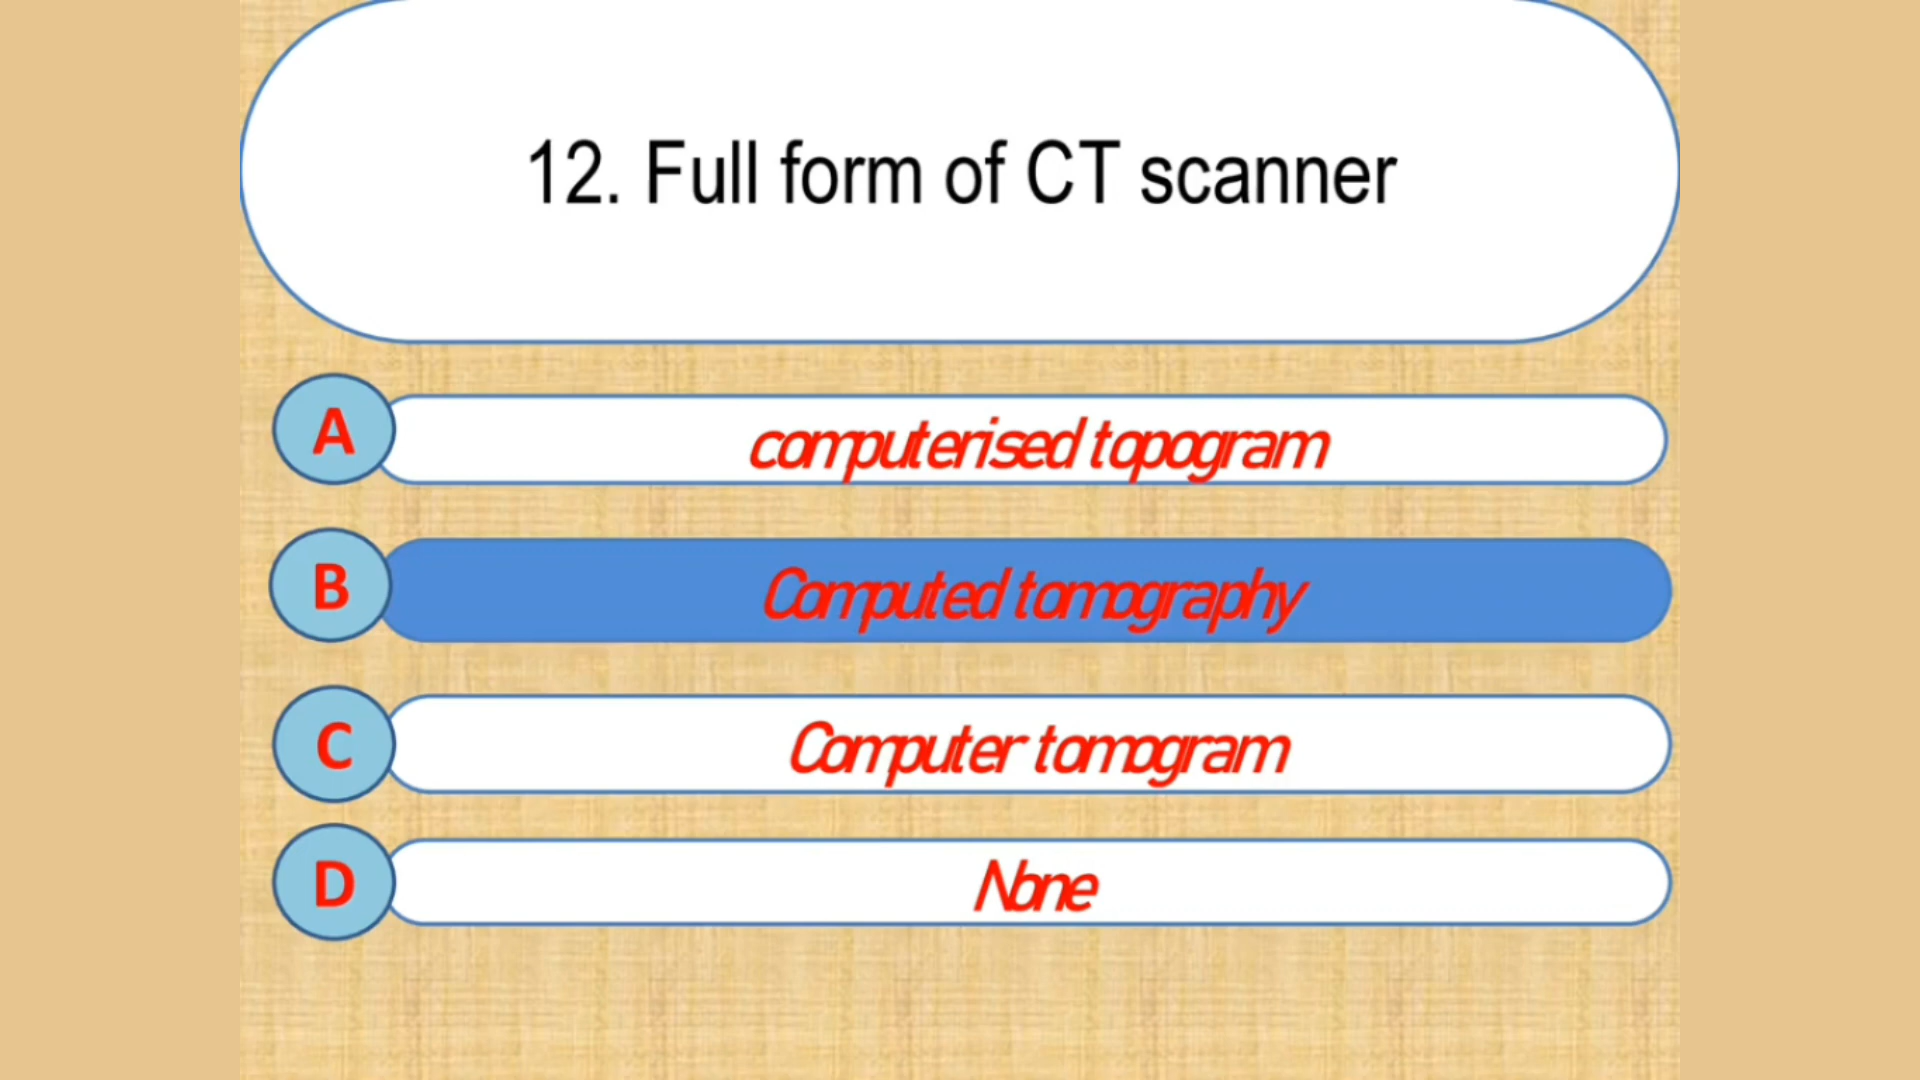 12. Full form of CT scanner
A computerised topogram
B Computed tomography
C Computer tomogram
D None